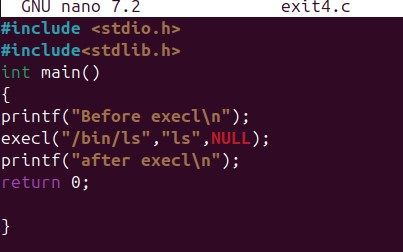 GNU nano 7.2 exit4.c
#include <stdio.h>
#include<stdlib.h>
int main()
{
printf("Before execl\n");
execl("/bin/ls","ls",NULL);
printf("after execl\n");
return 0;
}